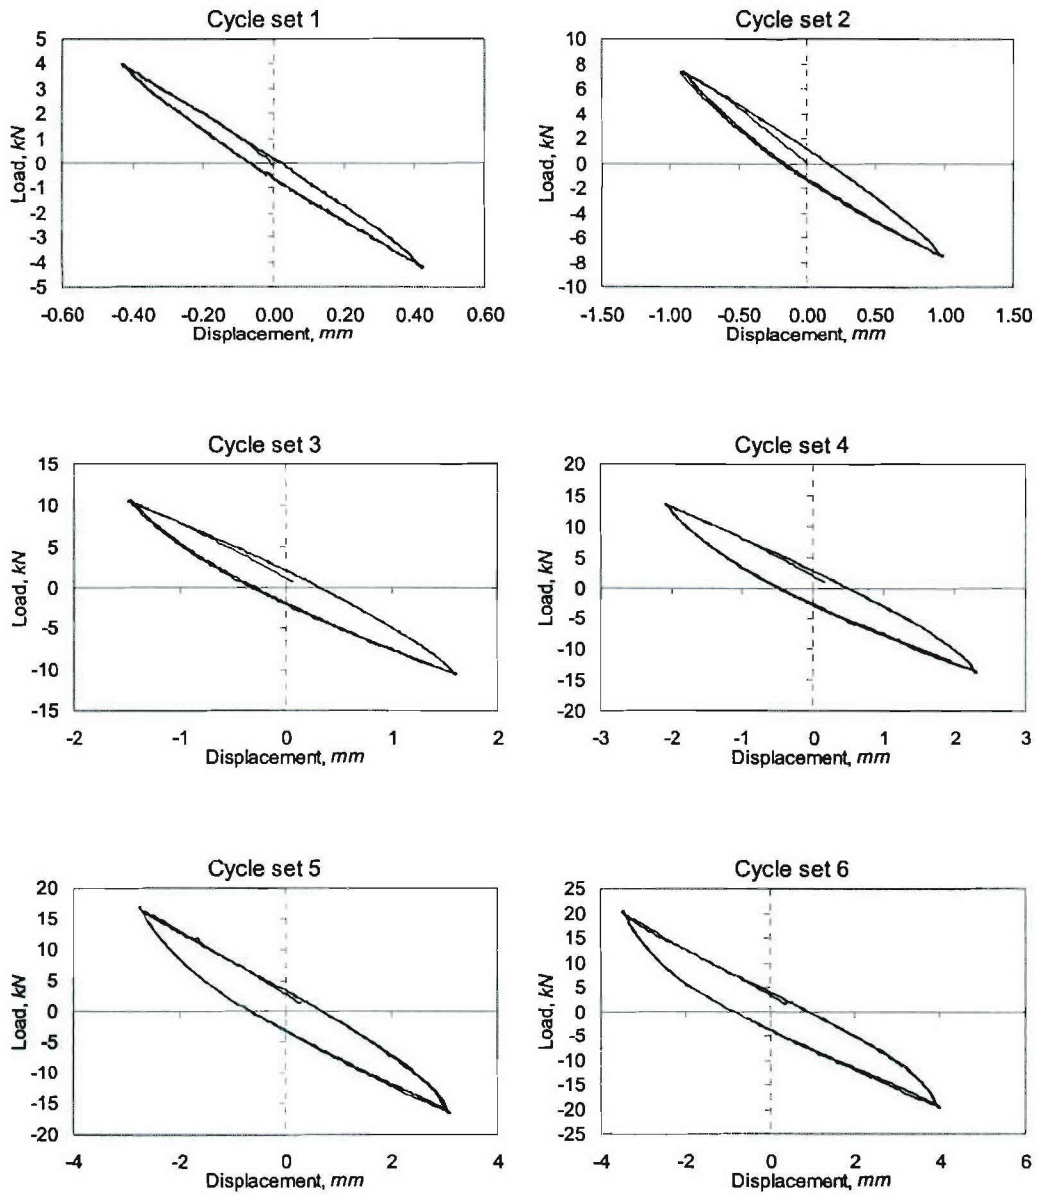 Cycle set 1
5
4
3
2
1
0
-1
-2
-3
-4
-5
Load, kN
-0.60 -0.40 -0.20 0.00 0.20 0.40 0.60
Displacement, mm
Cycle set 2
10
8
6
4
2
0
-2
-4
-6
-8
-10
Load, kN
-1.50 -1.00 -0.50 0.00 0.50 1.00 1.50
Displacement, mm
Cycle set 3
15
10
5
0
-5
-10
-15
Load, kN
-2 -1 0 1 2
Displacement, mm
Cycle set 4
20
15
10
5
0
-5
-10
-15
-20
Load, kN
-3 -2 -1 0 1 2 3
Displacement, mm
Cycle set 5
20
15
10
5
0
-5
-10
-15
-20
Load, kN
-4 -2 0 2 4
Displacement, mm
Cycle set 6
25
20
15
10
5
0
-5
-10
-15
-20
-25
Load, kN
-4 -2 0 2 4 6
Displacement, mm